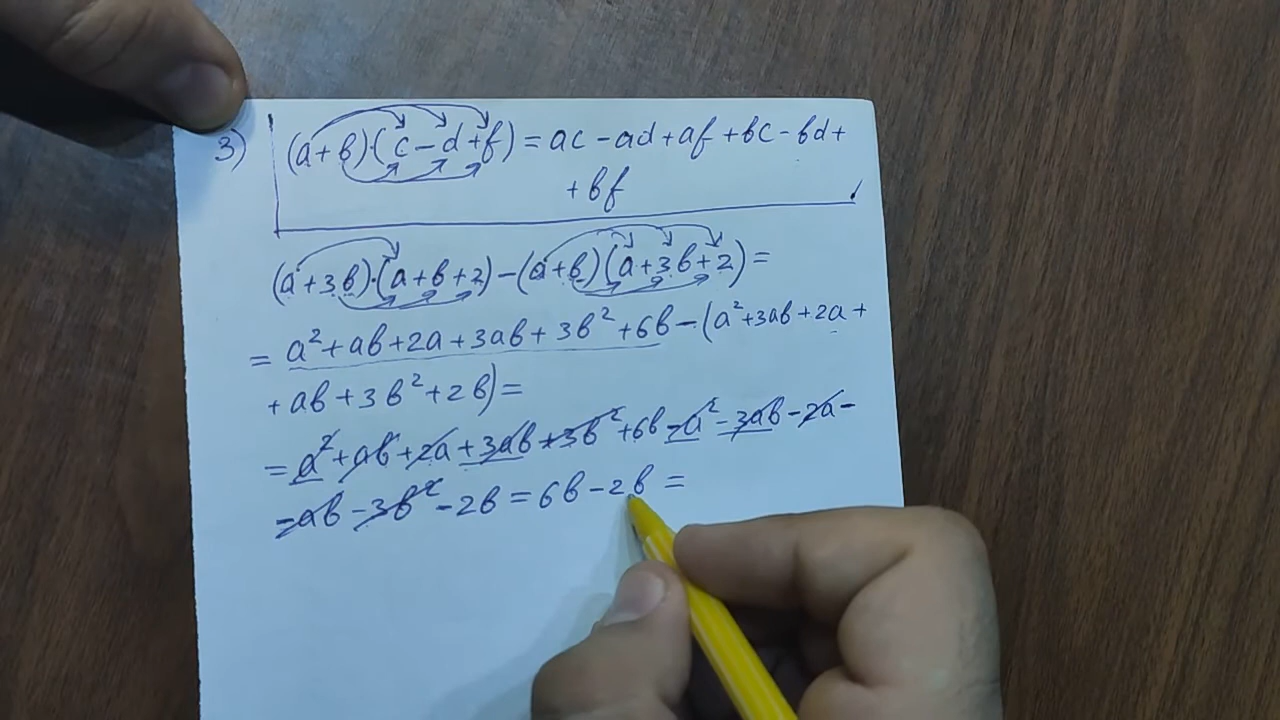 3) (a+b)·(c-d+f) = ac-ad+af+bc-bd+
+bf
(a+3b)·(a+b+2)-(a+b)(a+3b+2)=
= a²+ab+2a+3ab+3b²+6b-(a²+3ab+2a+
+ab+3b²+2b)=
= a²+ab+2a+3ab+3b²+6b-a²-3ab-2a-
-ab-3b²-2b=6b-2b=